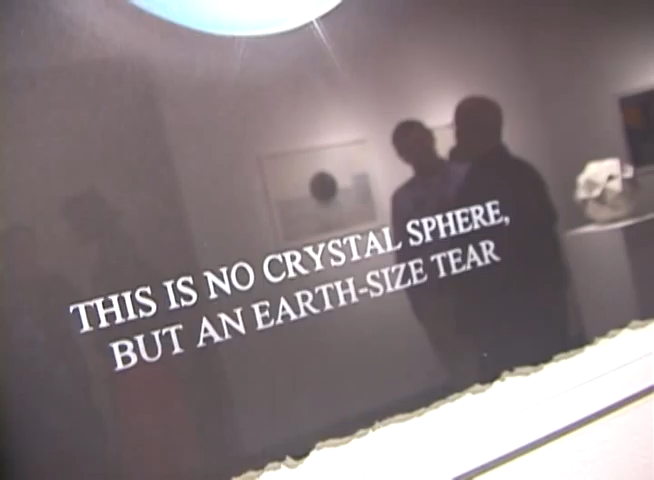 THIS IS NO CRYSTAL SPHERE,
BUT AN EARTH-SIZE TEAR